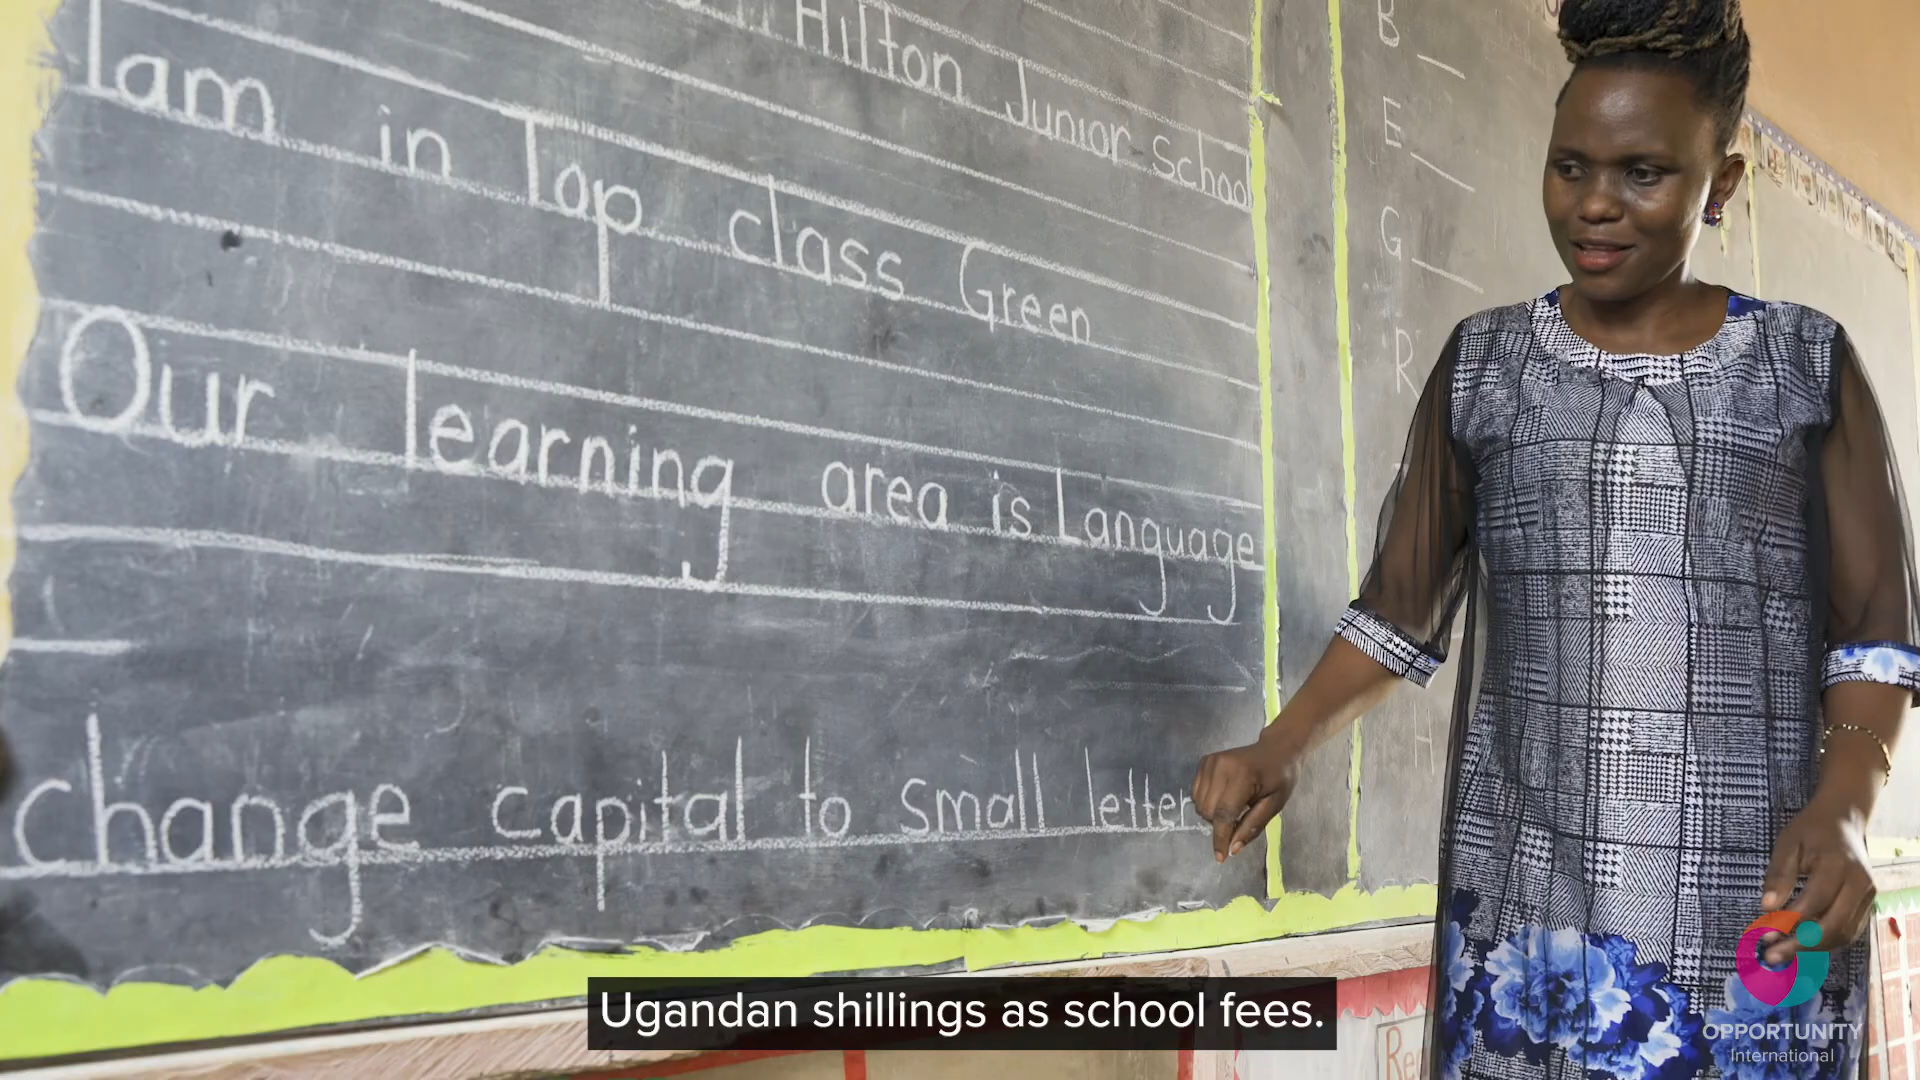 Hilton Junior School
I am in Top class Green
Our learning area is Language
change capital to small letter
B
E
G
R
H
Ugandan shillings as school fees.
OPPORTUNITY
International